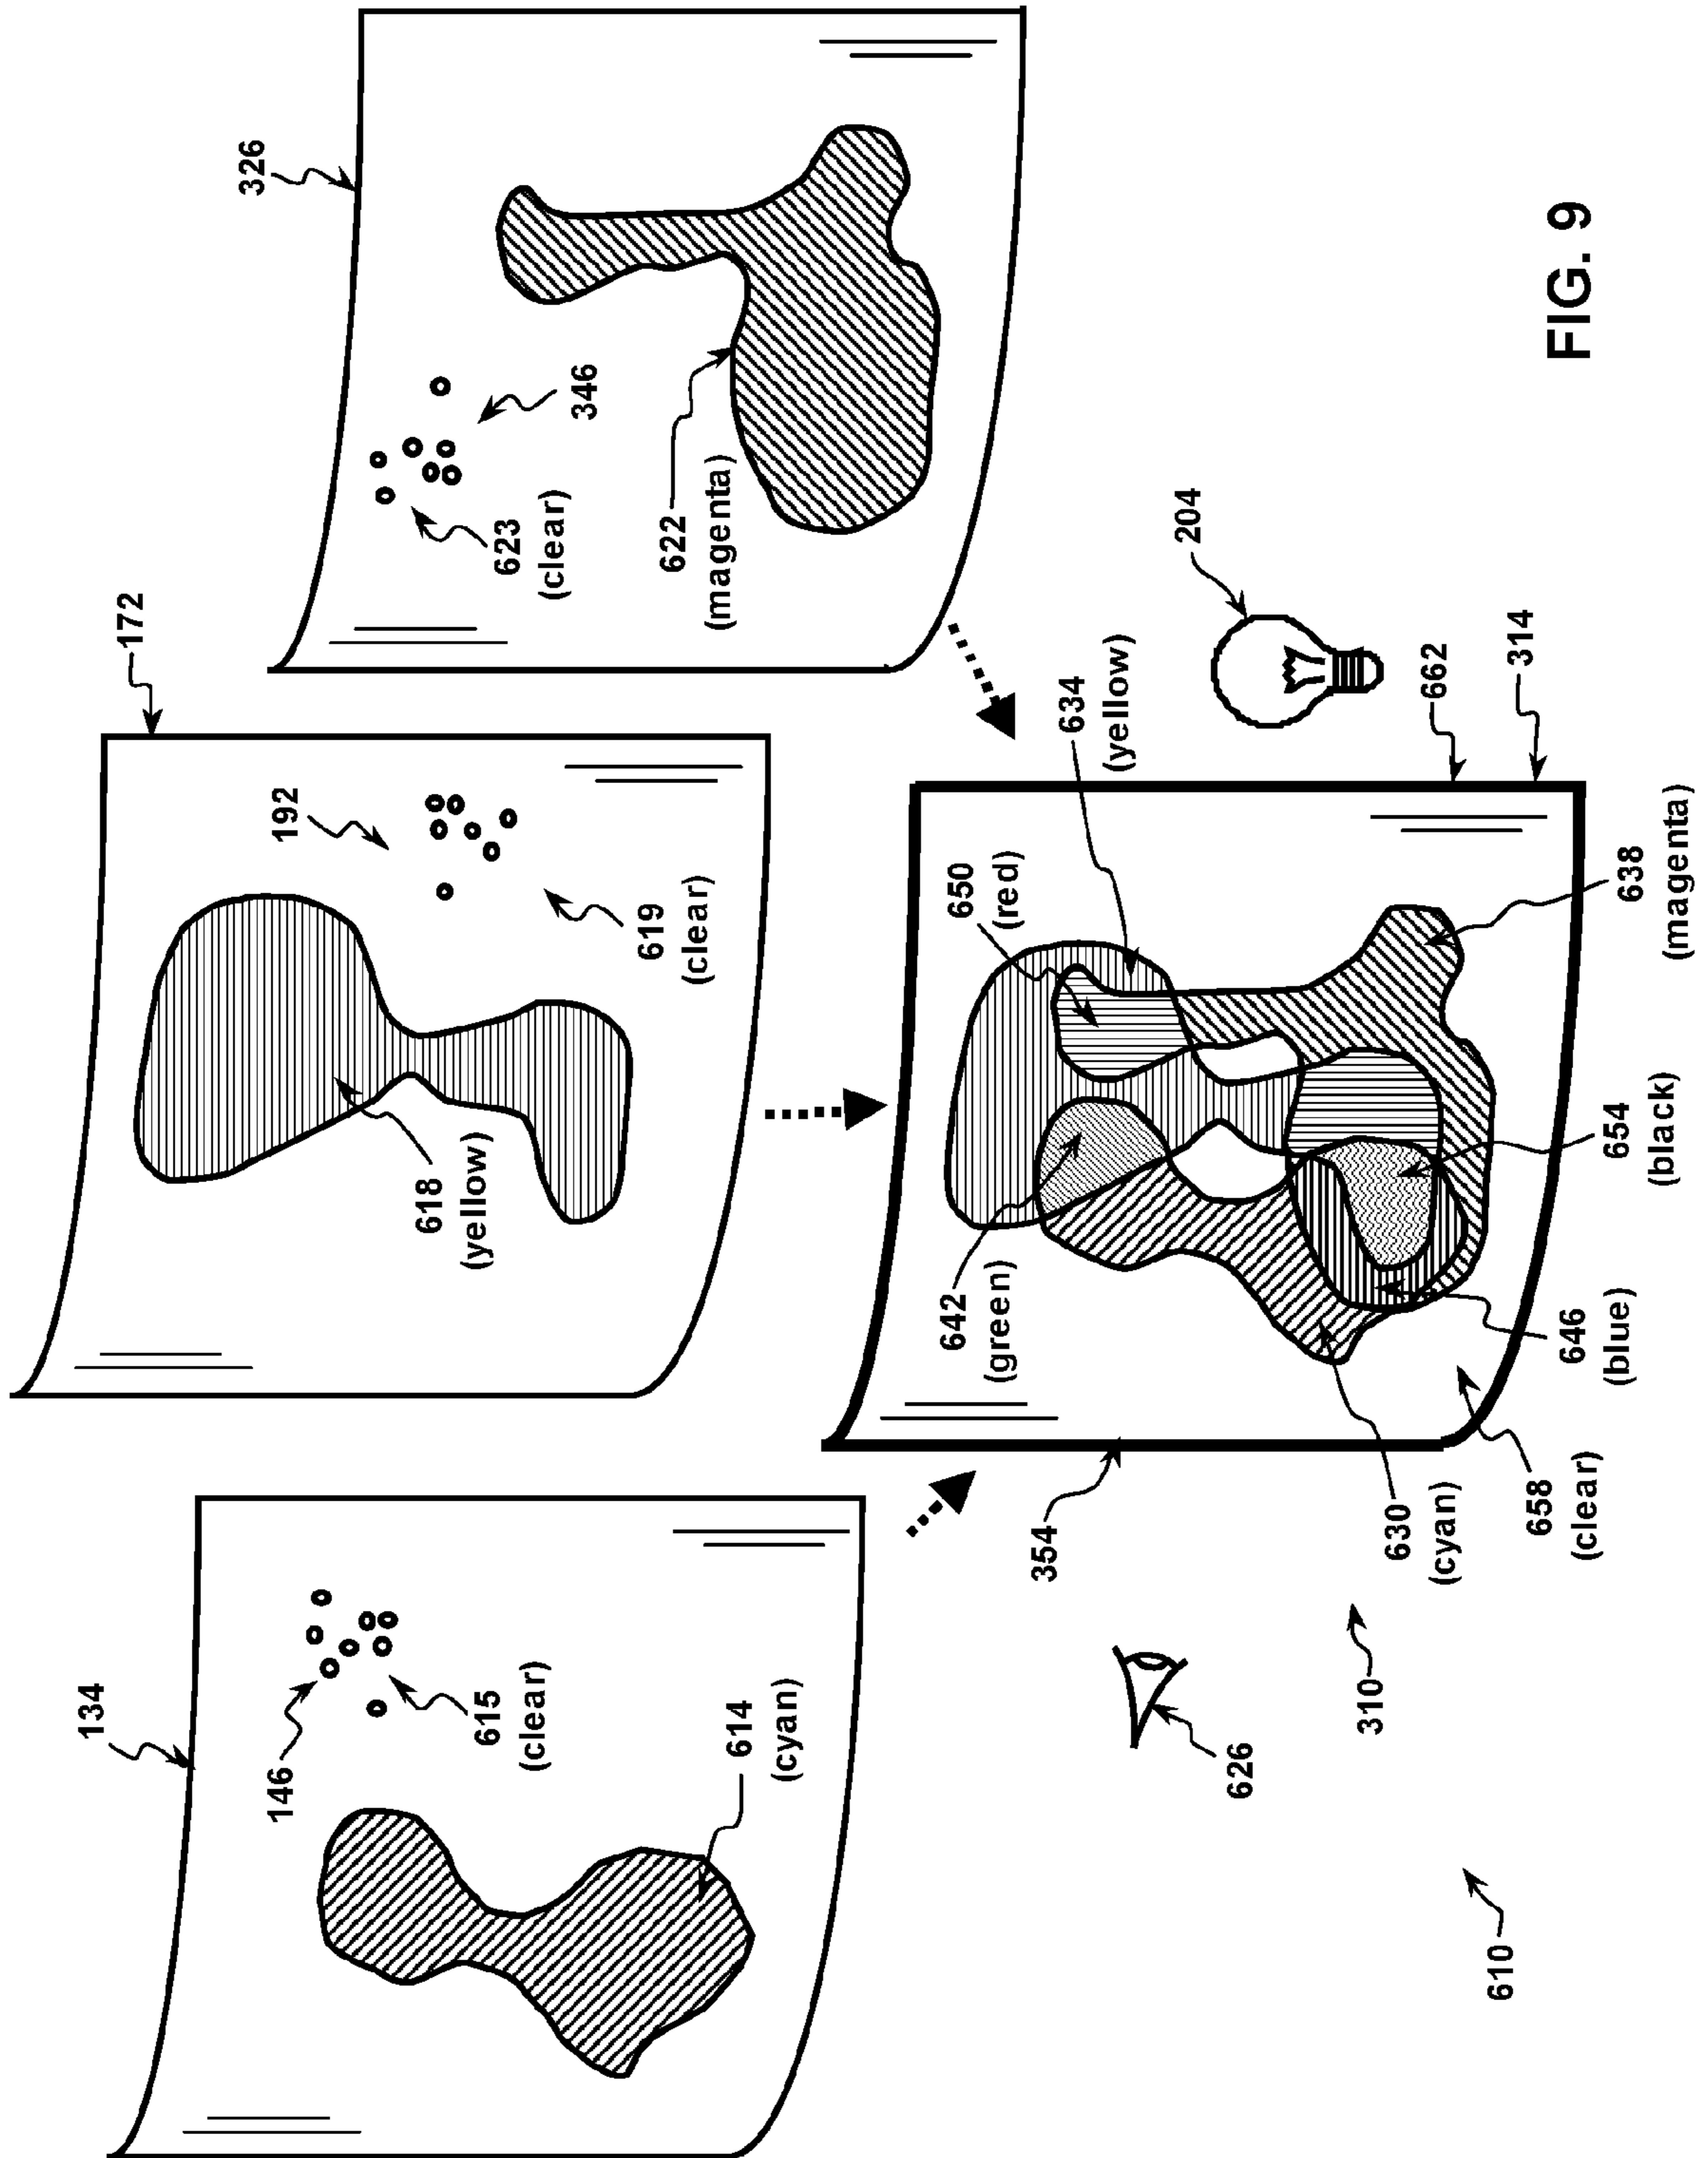 134
146
615
(clear)
614
(cyan)
172
192
618
(yellow)
619
(clear)
326
346
623
(clear)
622
(magenta)
204
354
642
(green)
650
(red)
634
(yellow)
662
314
626
310
630
(cyan)
658
(clear)
646
(blue)
654
(black)
638
(magenta)
610
FIG. 9